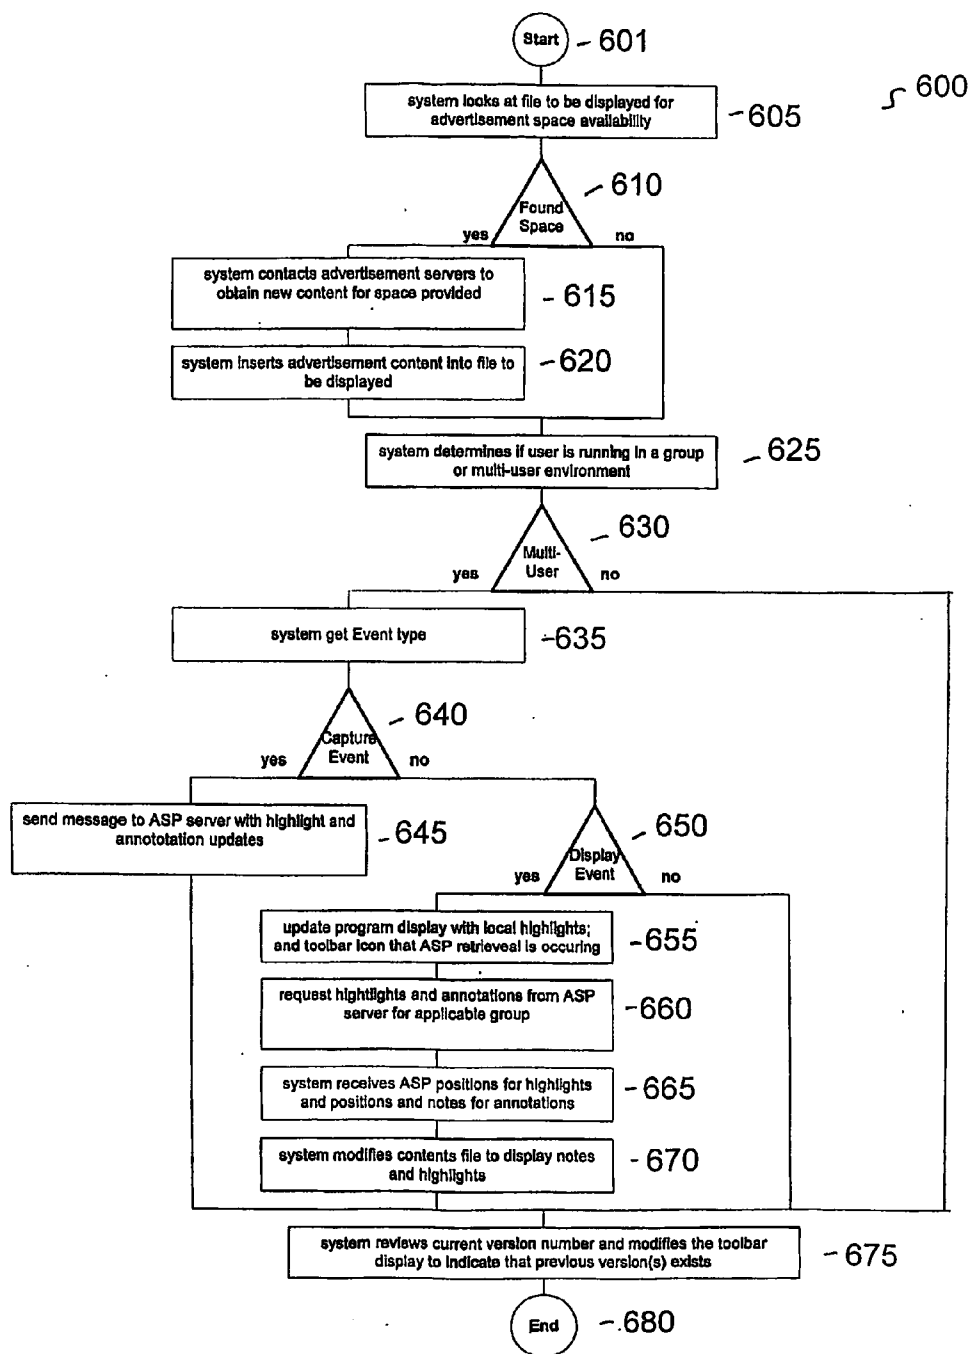 Start
601
600
system looks at file to be displayed for
advertisement space availability
605
610
Found
Space
yes
no
system contacts advertisement servers to
obtain new content for space provided
615
system inserts advertisement content into file to
be displayed
620
system determines if user is running in a group
or multi-user environment
625
630
Multi-
User
yes
no
system get Event type
635
640
Capture
Event
yes
no
send message to ASP server with highlight and
annototation updates
645
650
Display
Event
yes
no
update program display with local highlights;
and toolbar icon that ASP retrieveal is occuring
655
request hightlights and annotations from ASP
server for applicable group
660
system receives ASP positions for highlights
and positions and notes for annotations
665
system modifies contents file to display notes
and highlights
670
system reviews current version number and modifies the toolbar
display to indicate that previous version(s) exists
675
End
680